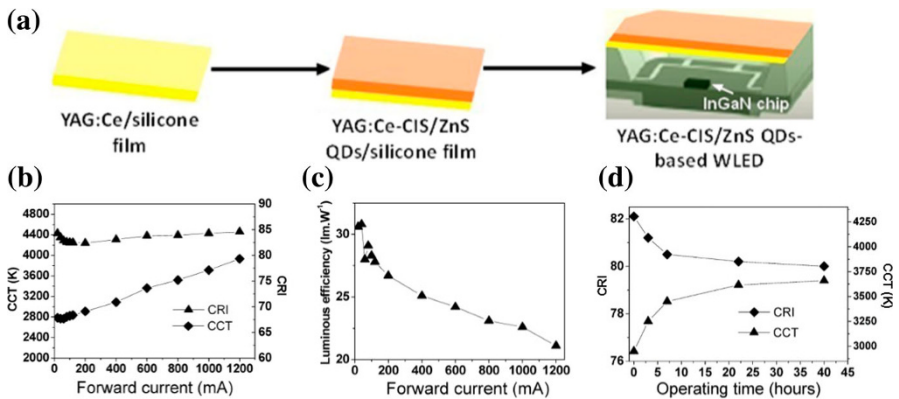 (a)
YAG:Ce/silicone
film
YAG:Ce-CIS/ZnS
QDs/silicone film
InGaN chip
YAG:Ce-CIS/ZnS QDs-
based WLED
(b)
4800
4400
4000
3600
3200
2800
2400
2000
CCT (K)
90
85
80
75
70
65
60
CRI
CRI
CCT
0 200 400 600 800 1000 1200
Forward current (mA)
(c)
30
25
20
Luminous efficiency (lm.W⁻¹)
0 200 400 600 800 1000 1200
Forward current (mA)
(d)
82
80
78
76
CRI
4250
4000
3750
3500
3250
3000
CCT (K)
CRI
CCT
0 5 10 15 20 25 30 35 40 45
Operating time (hours)